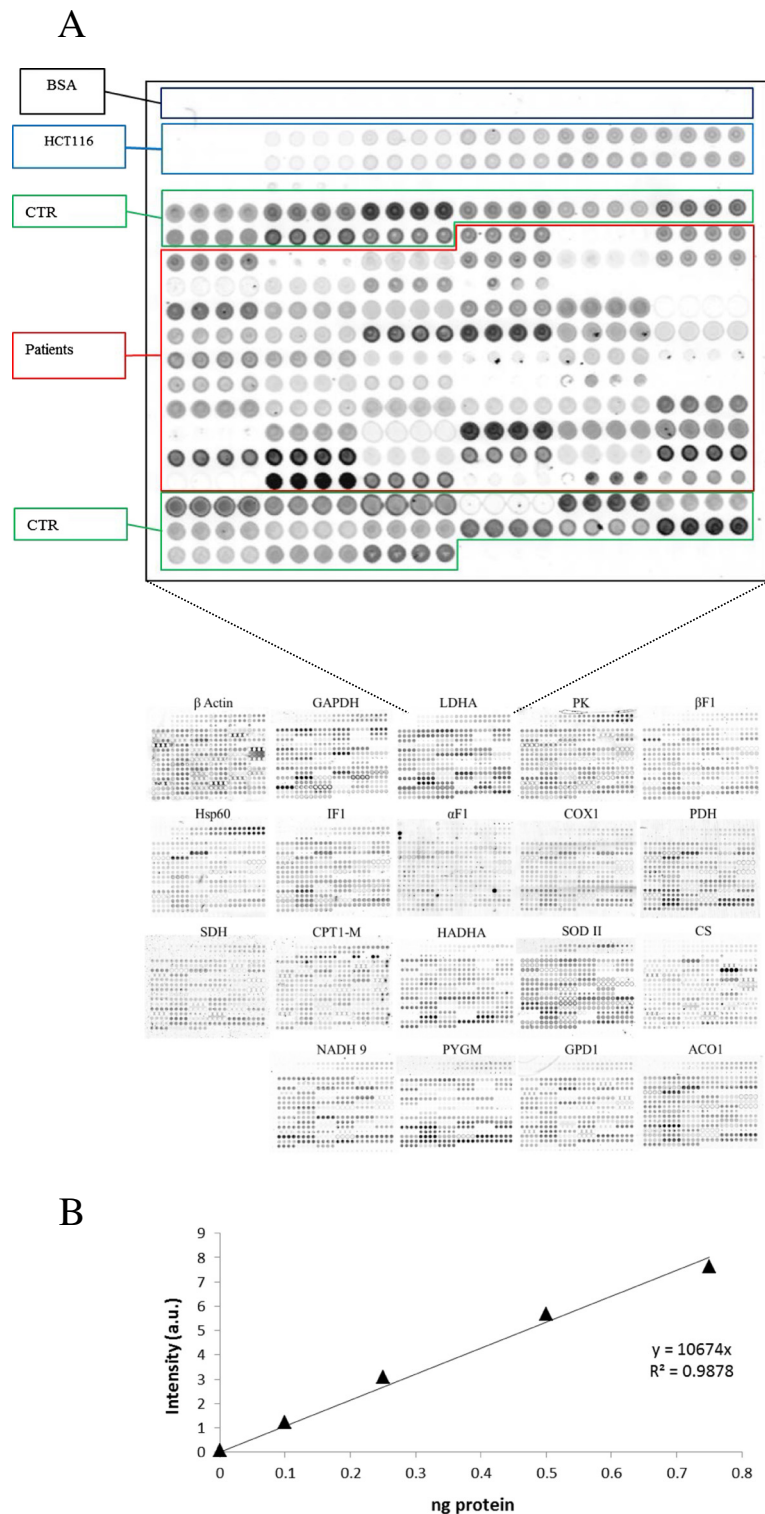 A
BSA
HCT116
CTR
Patients
CTR
β Actin GAPDH LDHA PK βF1
Hsp60 IF1 αF1 COX1 PDH
SDH CPT1-M HADHA SOD II CS
NADH 9 PYGM GPD1 ACO1
B
9
8
7
6
5
4
3
2
1
0
Intensity (a.u.)
y = 10674x
R² = 0.9878
0 0.1 0.2 0.3 0.4 0.5 0.6 0.7 0.8
ng protein